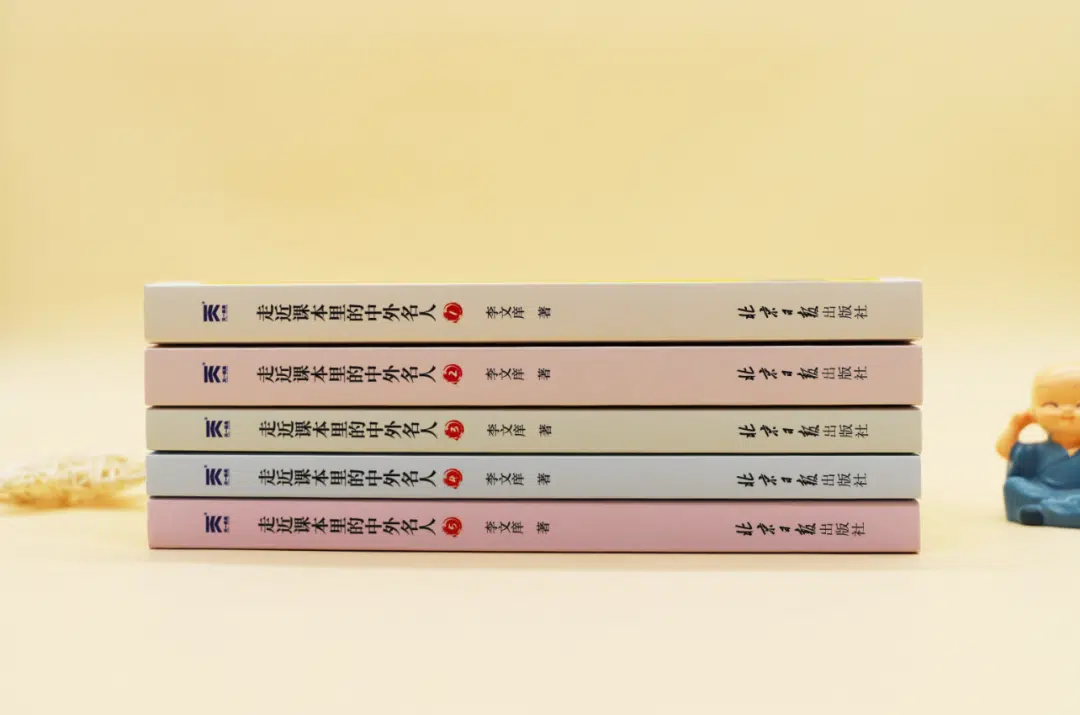 走近课本里的中外名人 1 李文庠 著 北京日报出版社
走近课本里的中外名人 2 李文庠 著 北京日报出版社
走近课本里的中外名人 3 李文庠 著 北京日报出版社
走近课本里的中外名人 4 李文庠 著 北京日报出版社
走近课本里的中外名人 5 李文庠 著 北京日报出版社